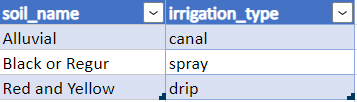 soil_name irrigation_type
Alluvial canal
Black or Regur spray
Red and Yellow drip